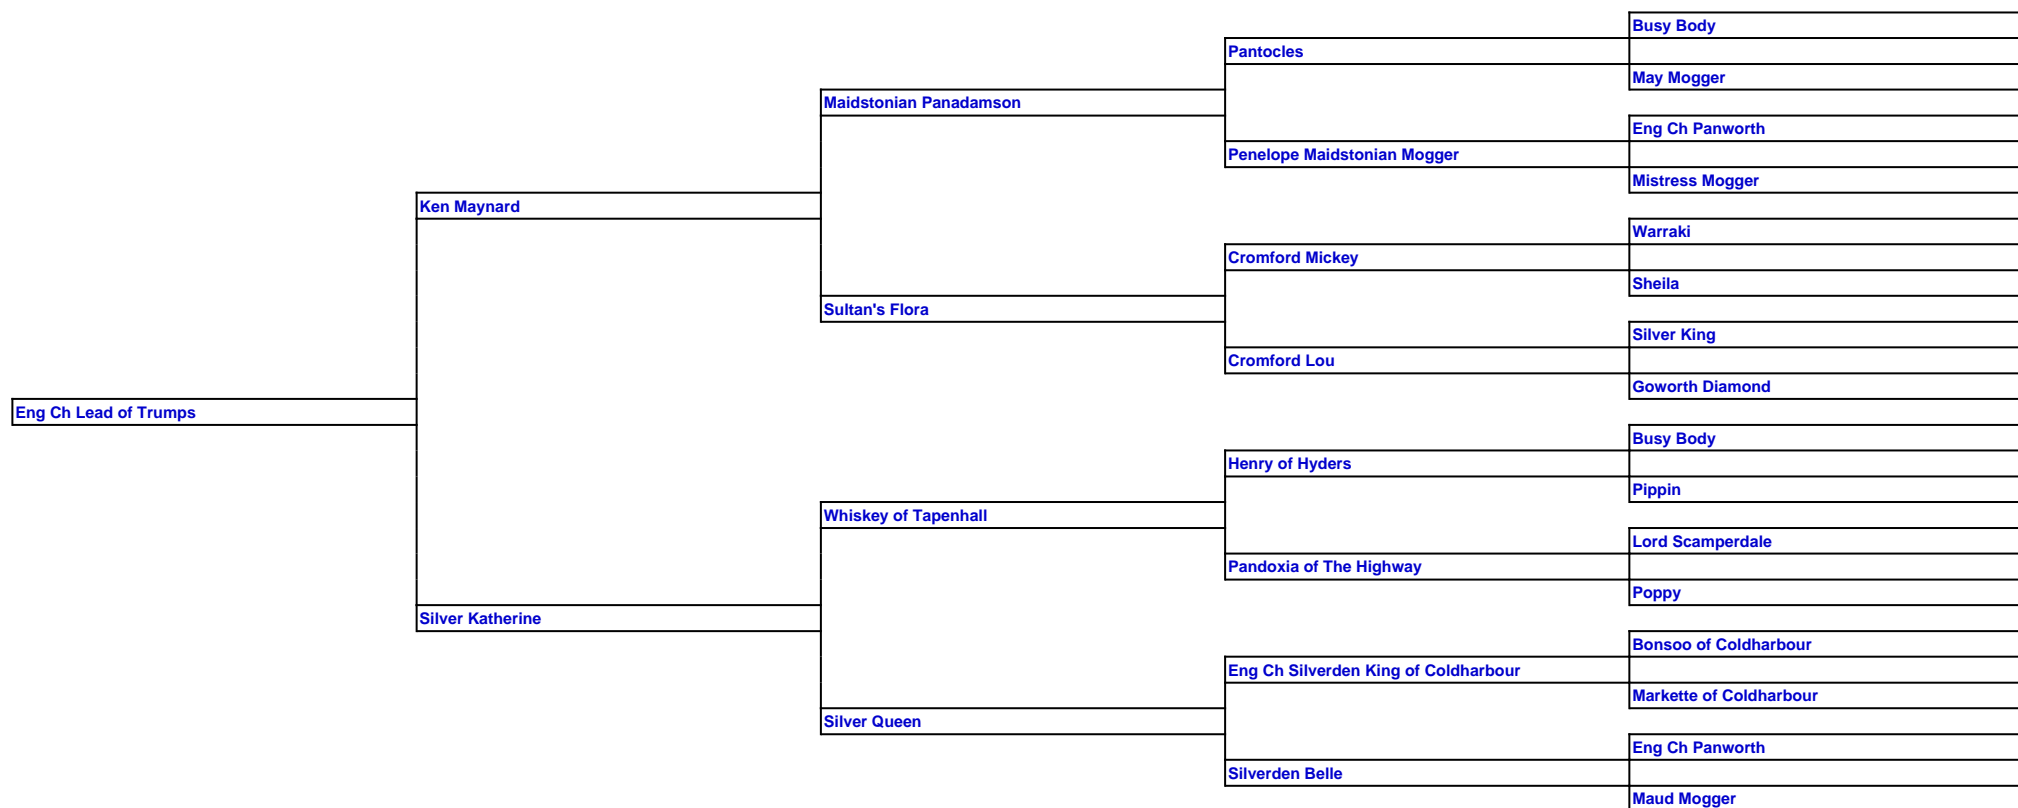 Busy Body
Pantocles
May Mogger
Maidstonian Panadamson
Eng Ch Panworth
Penelope Maidstonian Mogger
Mistress Mogger
Ken Maynard
Warraki
Cromford Mickey
Sheila
Sultan's Flora
Silver King
Cromford Lou
Goworth Diamond
Eng Ch Lead of Trumps
Busy Body
Henry of Hyders
Pippin
Whiskey of Tapenhall
Lord Scamperdale
Pandoxia of The Highway
Poppy
Silver Katherine
Bonsoo of Coldharbour
Eng Ch Silverden King of Coldharbour
Markette of Coldharbour
Silver Queen
Eng Ch Panworth
Silverden Belle
Maud Mogger